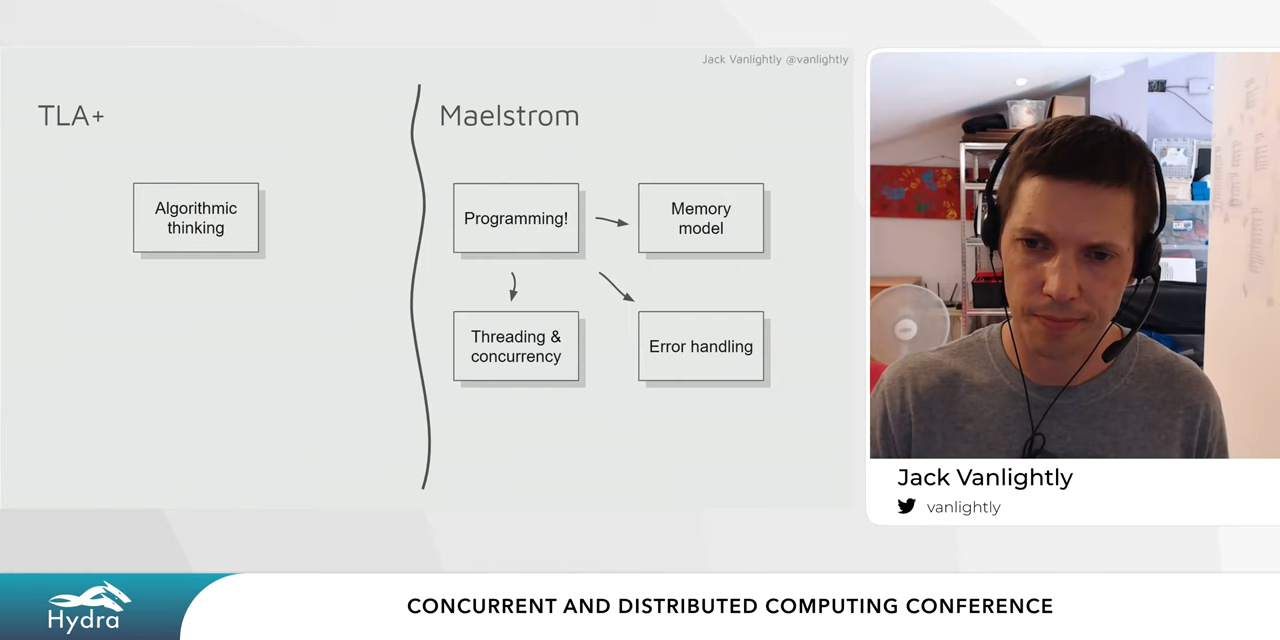 Jack Vanlightly @vanlightly
TLA+
Maelstrom
Algorithmic
thinking
Programming!
Memory
model
Threading &
concurrency
Error handling
Jack Vanlightly
vanlightly
Hydra
CONCURRENT AND DISTRIBUTED COMPUTING CONFERENCE